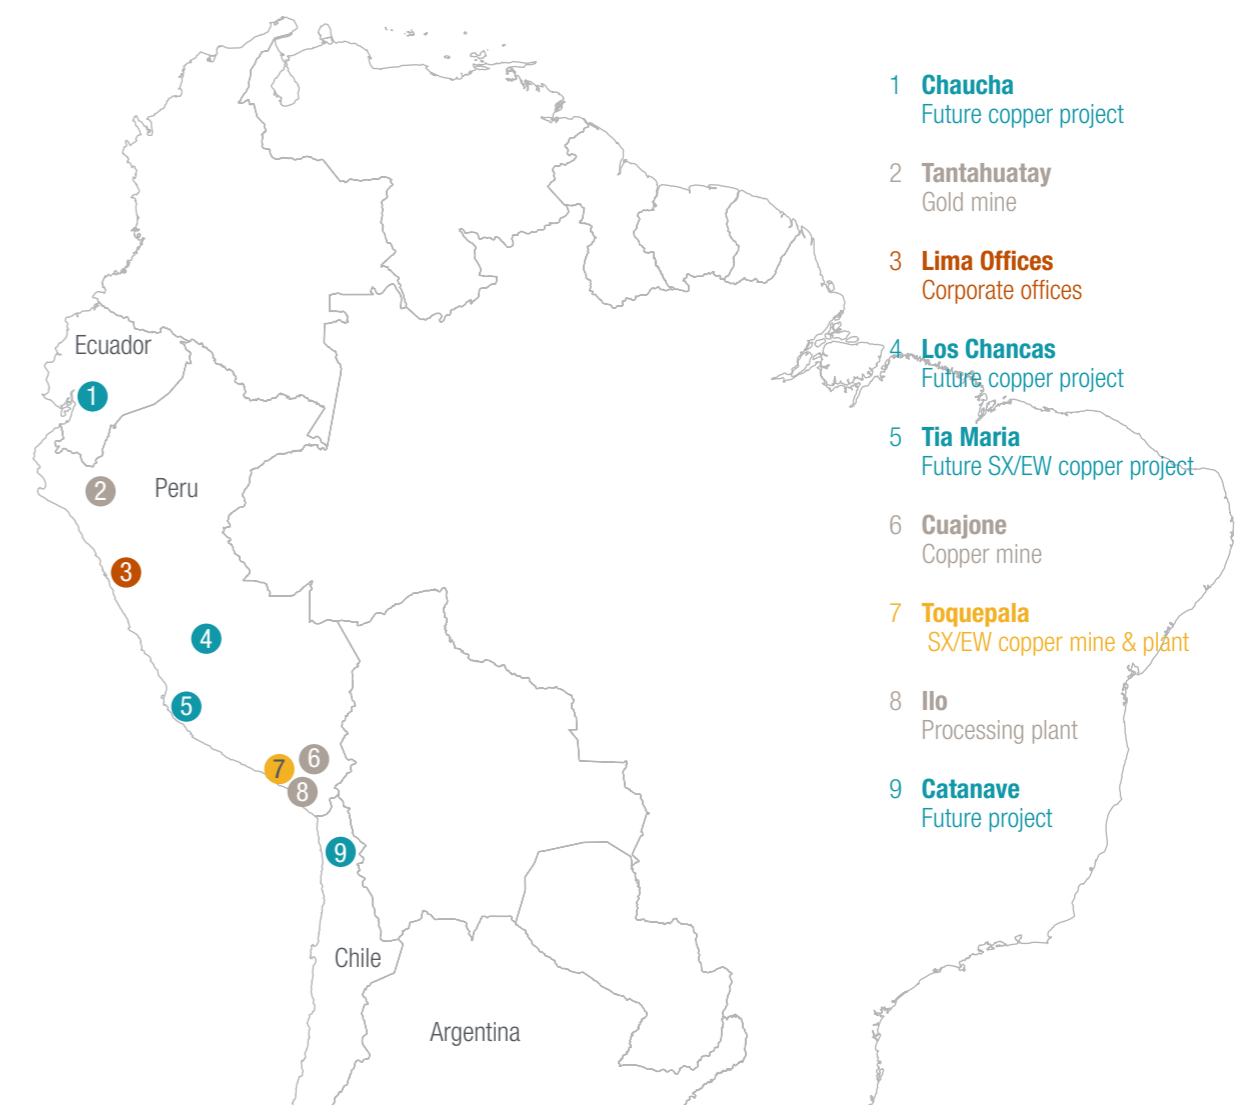 1 Chaucha
Future copper project
2 Tantahuatay
Gold mine
3 Lima Offices
Corporate offices
4 Los Chancas
Future copper project
5 Tia Maria
Future SX/EW copper project
6 Cuajone
Copper mine
7 Toquepala
SX/EW copper mine & plant
8 Ilo
Processing plant
9 Catanave
Future project
Ecuador
1
2
Peru
3
4
5
6
7
8
9
Chile
Argentina